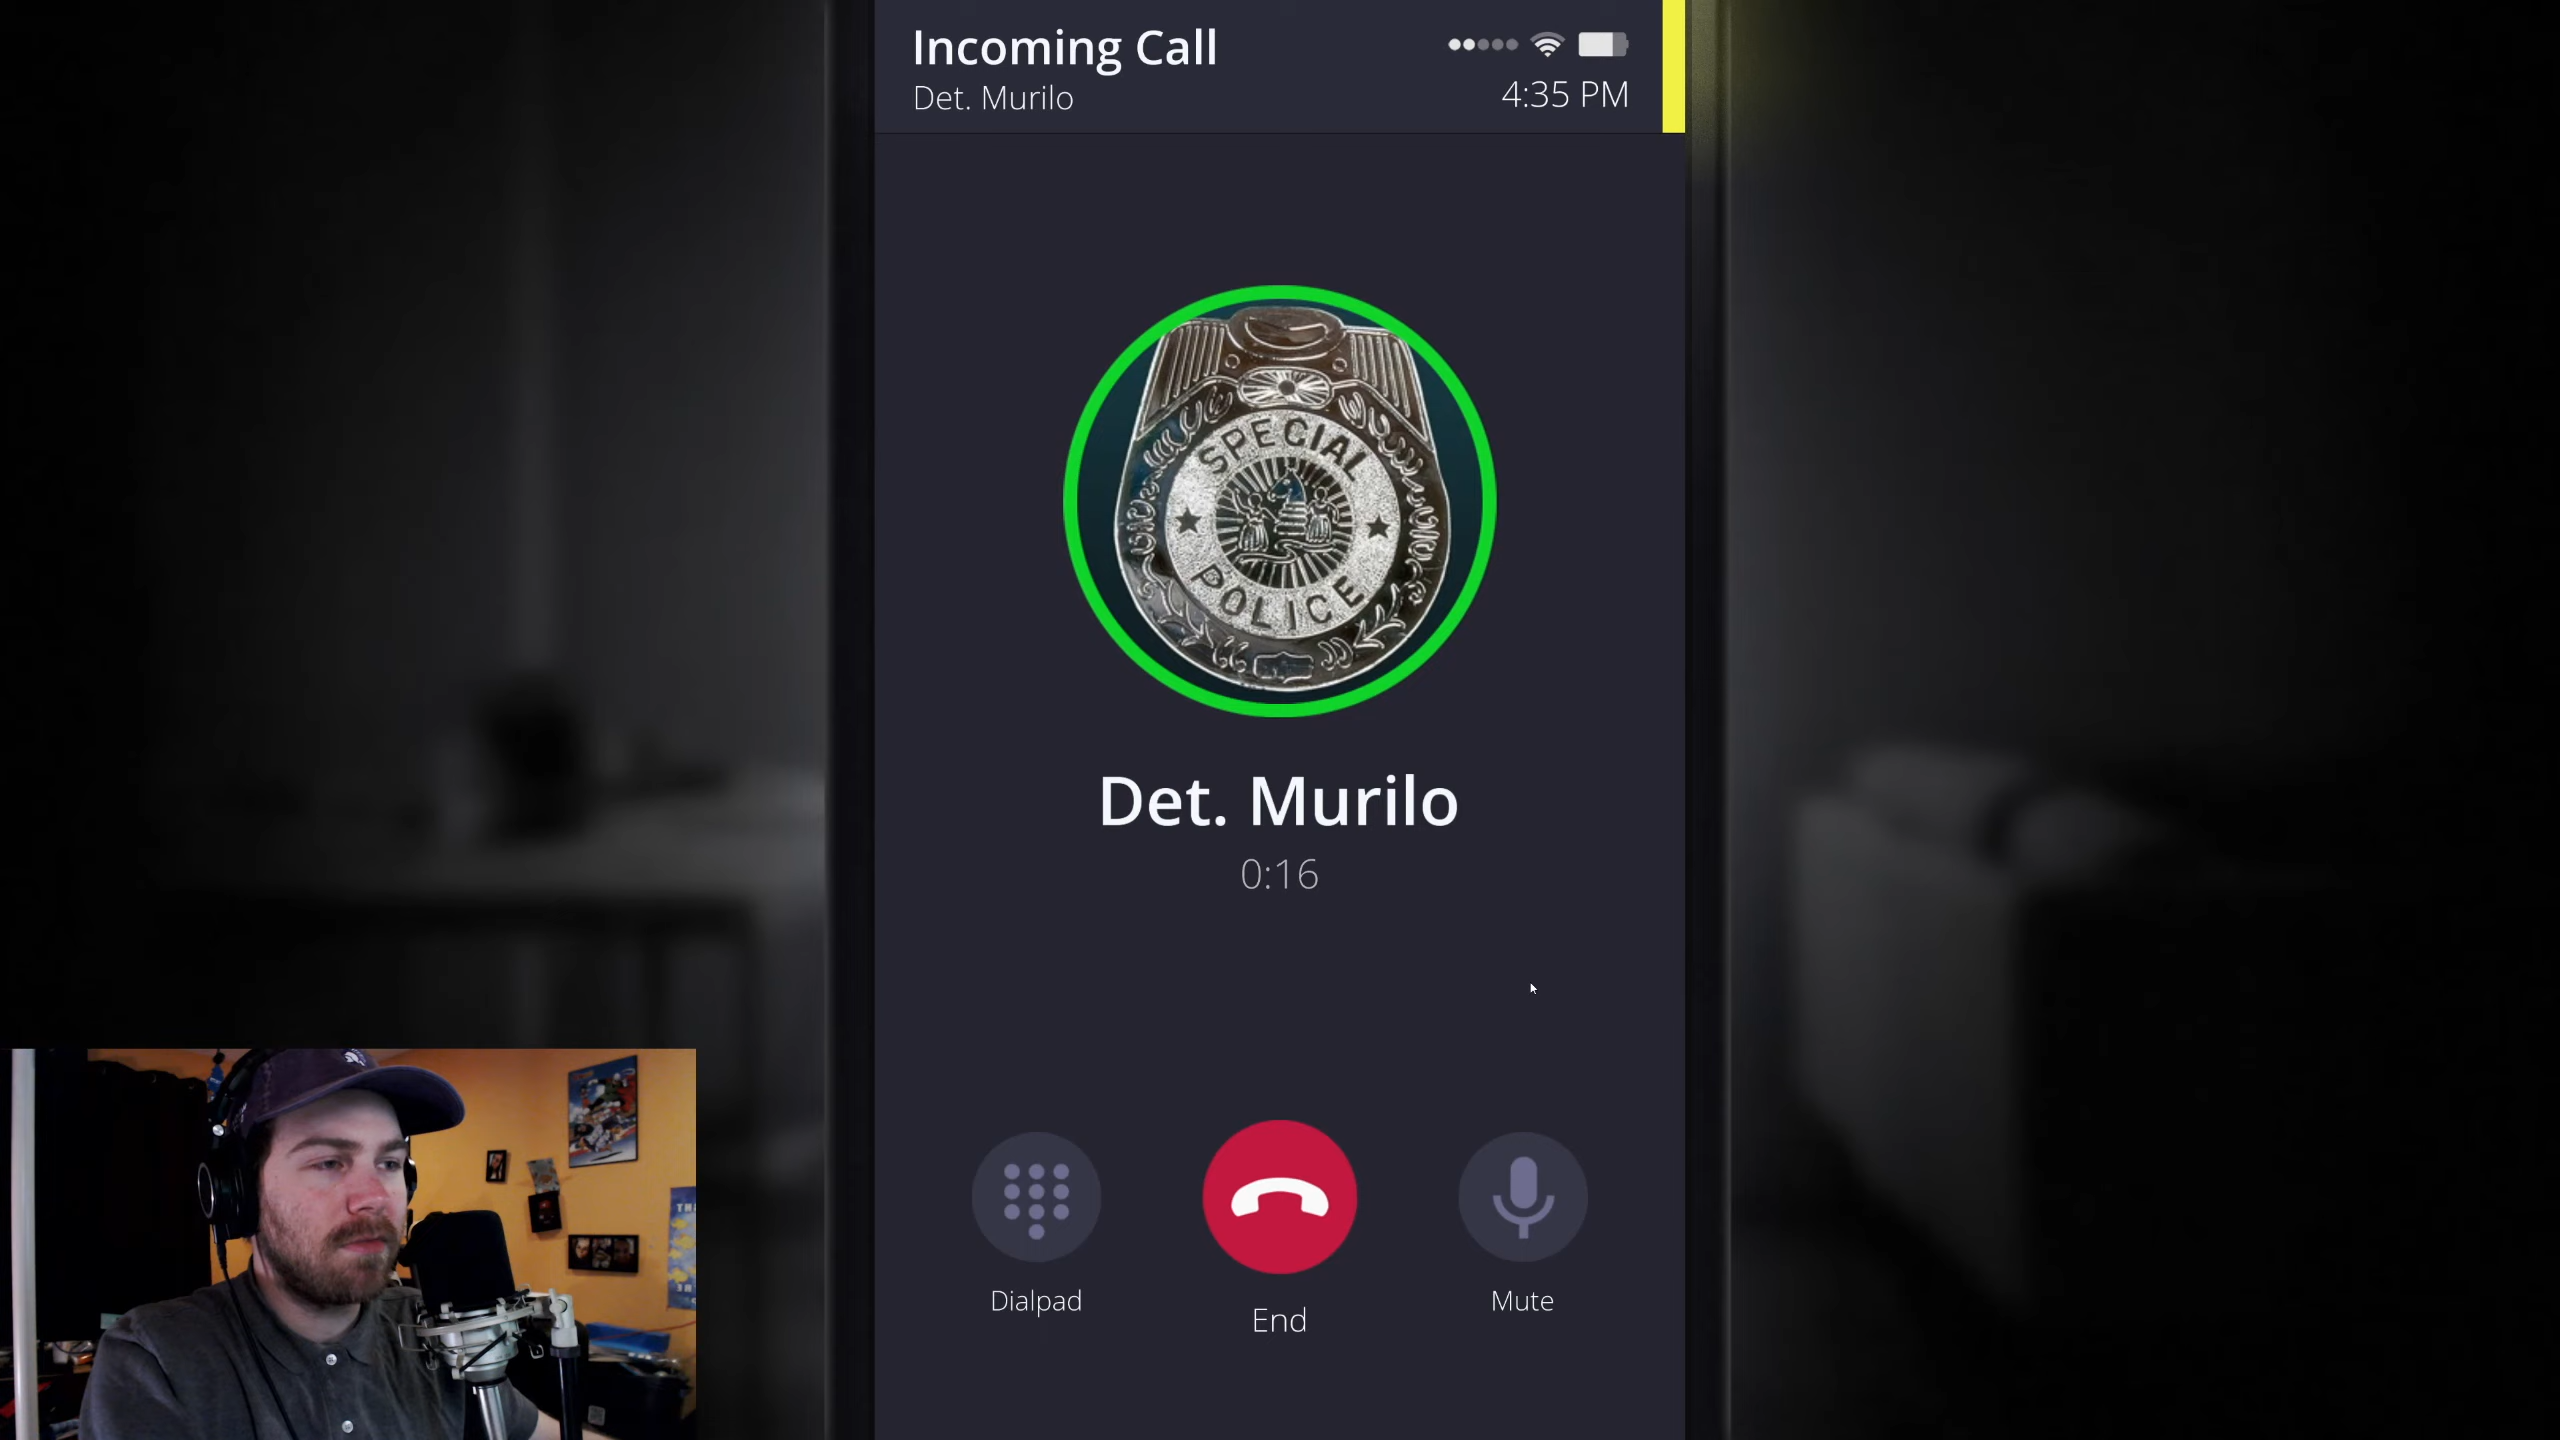 Incoming Call
Det. Murilo
4:35 PM
SPECIAL
POLICE
Det. Murilo
0:16
Dialpad
End
Mute